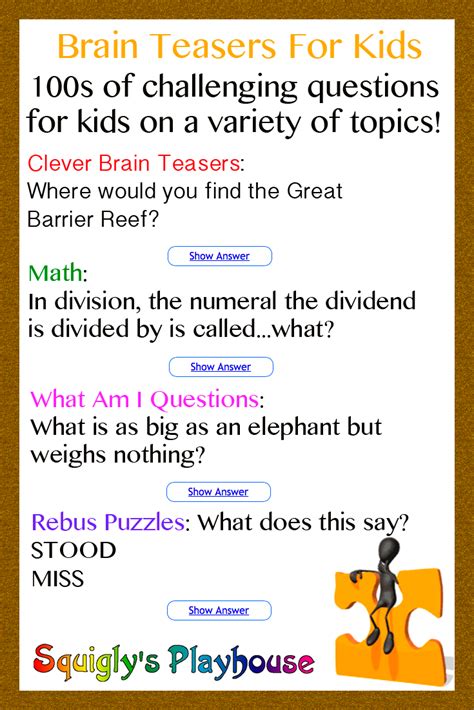 Brain Teasers For Kids
100s of challenging questions
for kids on a variety of topics!
Clever Brain Teasers:
Where would you find the Great
Barrier Reef?
Show Answer
Math:
In division, the numeral the dividend
is divided by is called...what?
Show Answer
What Am I Questions:
What is as big as an elephant but
weighs nothing?
Show Answer
Rebus Puzzles: What does this say?
STOOD
MISS
Show Answer
Squigly's Playhouse